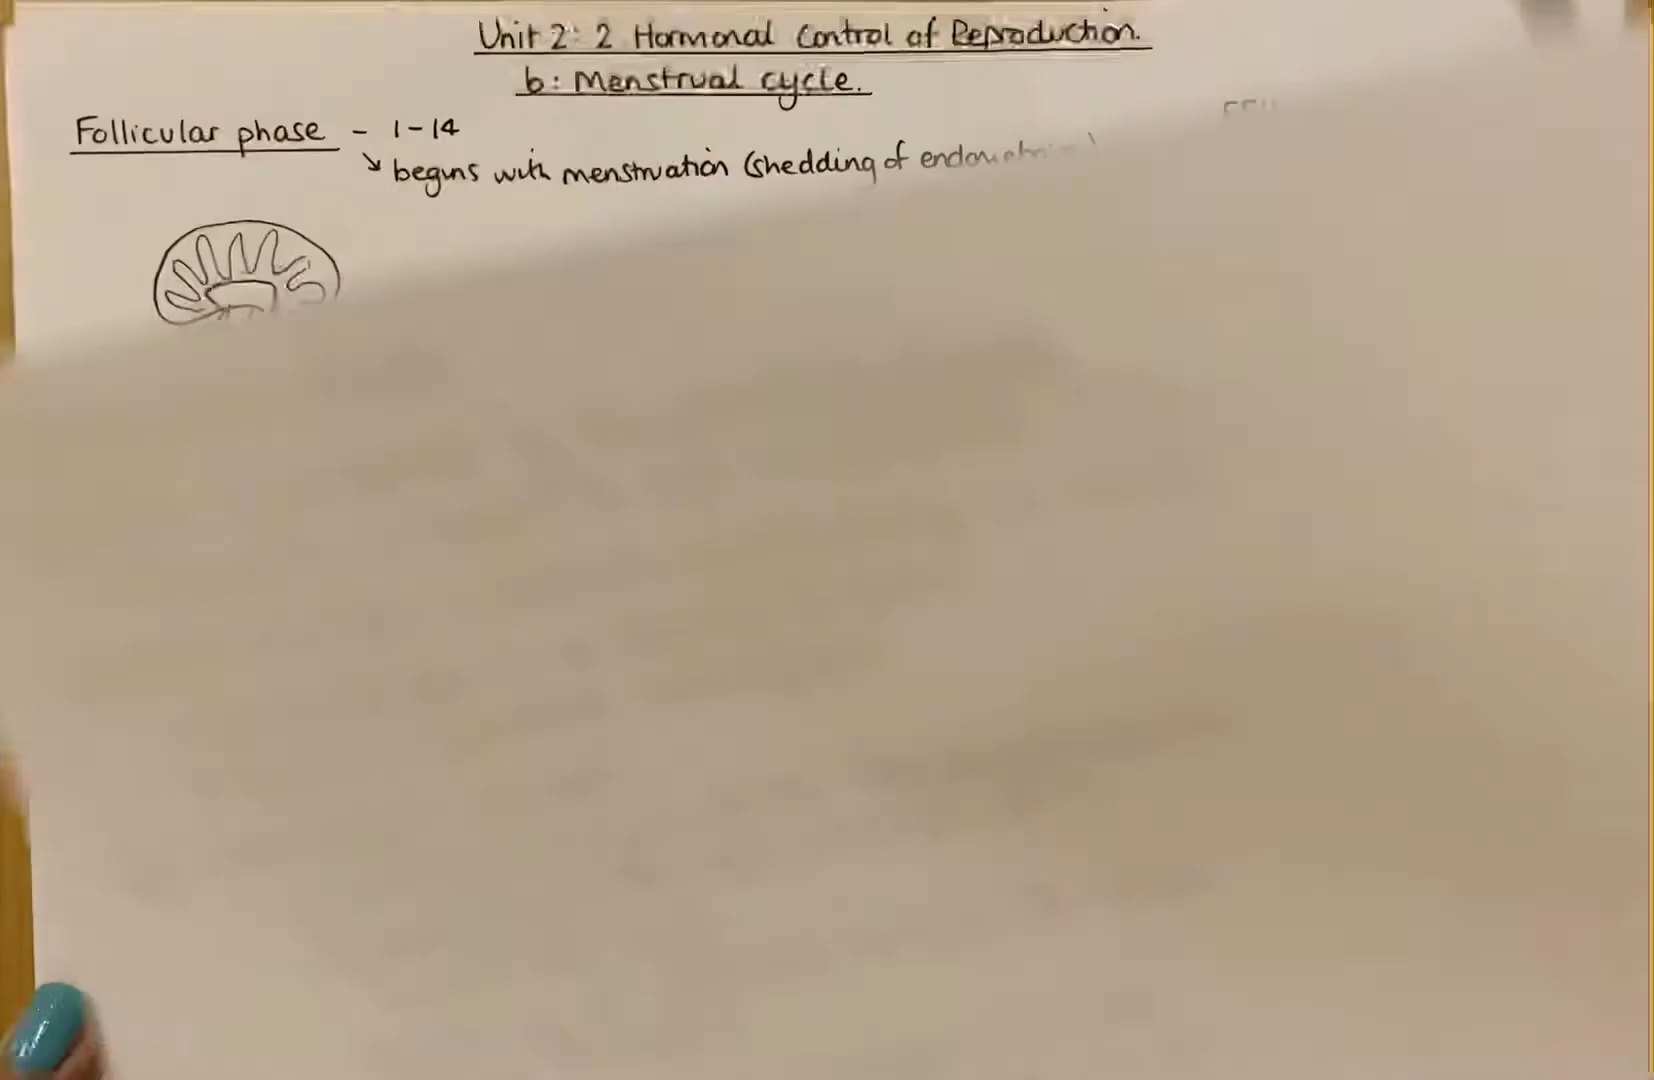 Unit 2: 2 Hormonal Control of Reproduction.
b: Menstrual cycle.
Follicular phase - 1-14
↘ begins with menstruation (shedding of